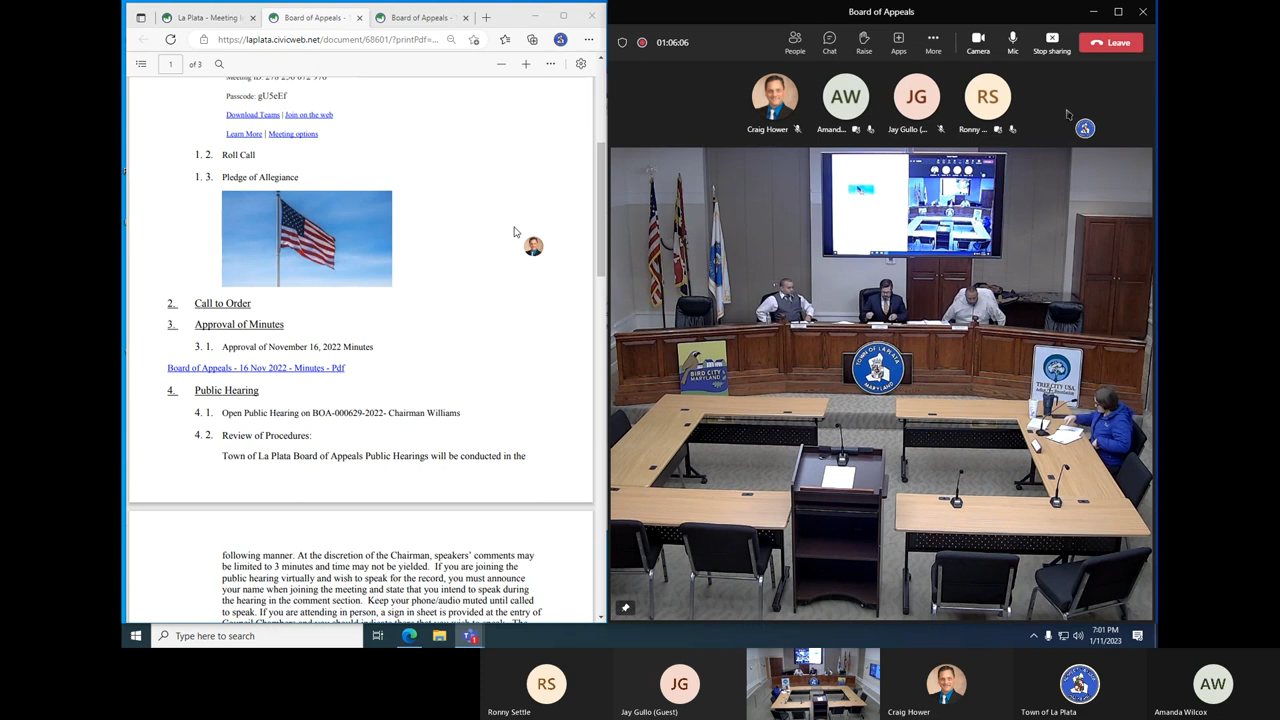 La Plata - Meeting
Board of Appeals -
Board of Appeals -
Board of Appeals
https://laplata.civicweb.net/document/68601/?printPdf=...
01:06:06
People
Chat
Raise
Apps
More
Camera
Mic
Stop sharing
Leave
1
of 3
Passcode: gU5eEf
Download Teams | Join on the web
Learn More | Meeting options
1. 2. Roll Call
1. 3. Pledge of Allegiance
2. Call to Order
3. Approval of Minutes
3. 1. Approval of November 16, 2022 Minutes
Board of Appeals - 16 Nov 2022 - Minutes - Pdf
4. Public Hearing
4. 1. Open Public Hearing on BOA-000629-2022- Chairman Williams
4. 2. Review of Procedures:
Town of La Plata Board of Appeals Public Hearings will be conducted in the
following manner. At the discretion of the Chairman, speakers' comments may
be limited to 3 minutes and time may not be yielded. If you are joining the
public hearing virtually and wish to speak for the record, you must announce
your name when joining the meeting and state that you intend to speak during
the hearing in the comment section. Keep your phone/audio muted until called
to speak. If you are attending in person, a sign in sheet is provided at the entry of
AW
JG
RS
Craig Hower
Amand...
Jay Gullo (...
Ronny ...
BIRD CITY
MARYLAND
TOWN OF LA PLATA
MARYLAND
TREE CITY USA
Type here to search
7:01 PM
1/11/2023
RS
JG
AW
Ronny Settle
Jay Gullo (Guest)
Craig Hower
Town of La Plata
Amanda Wilcox